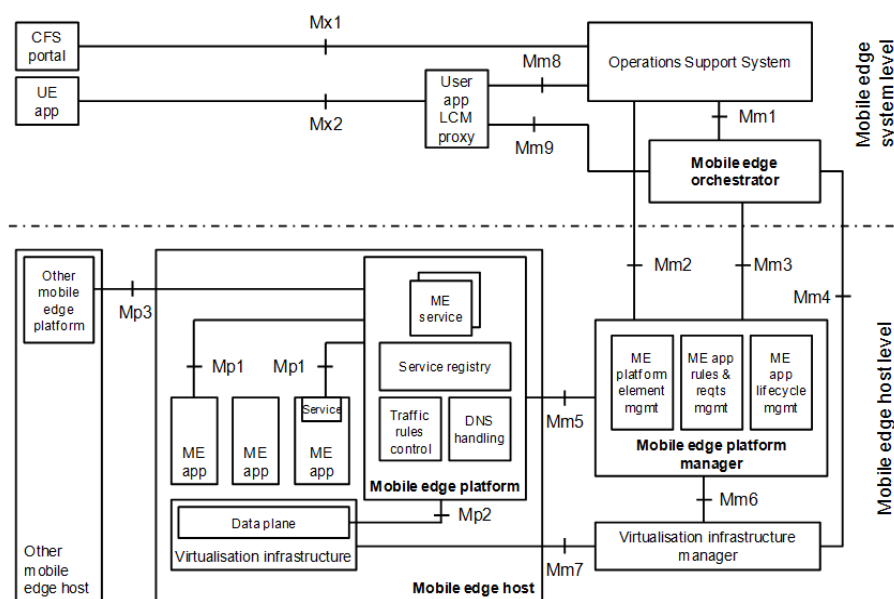 CFS
portal
Mx1
Operations Support System
UE
app
Mx2
User
app
LCM
proxy
Mm8
Mm9
Mm1
Mobile edge
orchestrator
Mobile edge
system level
Other
mobile
edge
platform
Mp3
ME
service
Mm2
Mm3
Mm4
Mp1
Mp1
Service registry
ME
platform
element
mgmt
ME app
rules &
reqts
mgmt
ME
app
lifecycle
mgmt
Service
ME
app
ME
app
ME
app
Traffic
rules
control
DNS
handling
Mm5
Mobile edge platform
manager
Mobile edge platform
Mp2
Mm6
Data plane
Virtualisation infrastructure
Mm7
Virtualisation infrastructure
manager
Other
mobile
edge host
Mobile edge host
Mobile edge host level